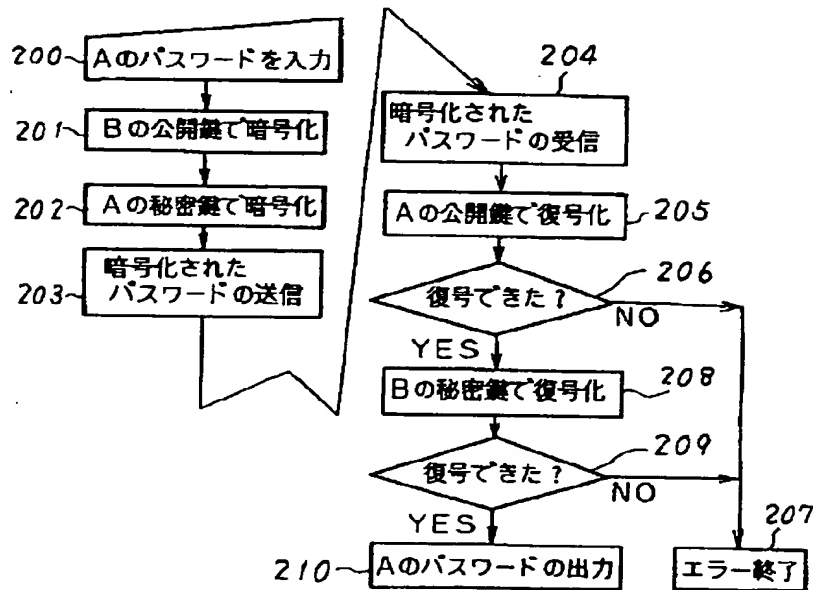 200
Aのパスワードを入力
201
Bの公開鍵で暗号化
202
Aの秘密鍵で暗号化
203
暗号化された
パスワードの送信
204
暗号化された
パスワードの受信
205
Aの公開鍵で復号化
206
復号できた?
NO
YES
208
Bの秘密鍵で復号化
209
復号できた?
NO
YES
210
Aのパスワードの出力
207
エラー終了